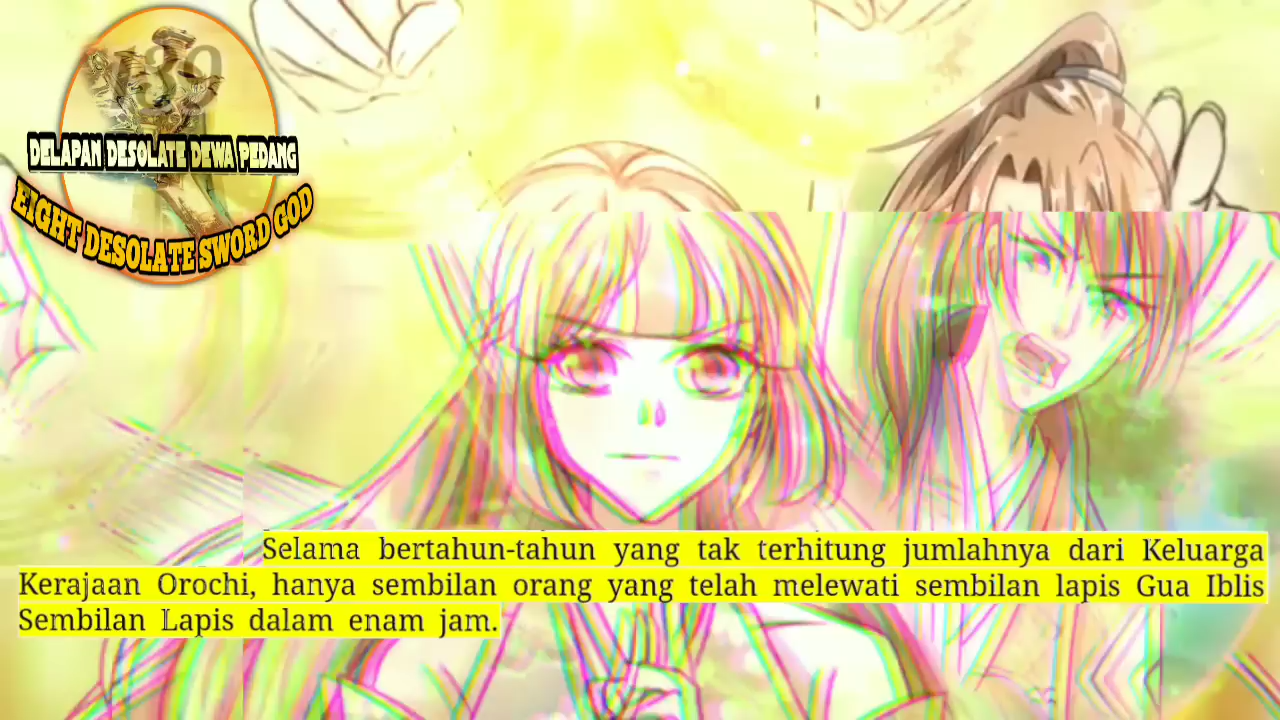 DELAPAN DESOLATE DEWA PEDANG
EIGHT DESOLATE SWORD GOD
Selama bertahun-tahun yang tak terhitung jumlahnya dari Keluarga
Kerajaan Orochi, hanya sembilan orang yang telah melewati sembilan lapis Gua Iblis
Sembilan Lapis dalam enam jam.